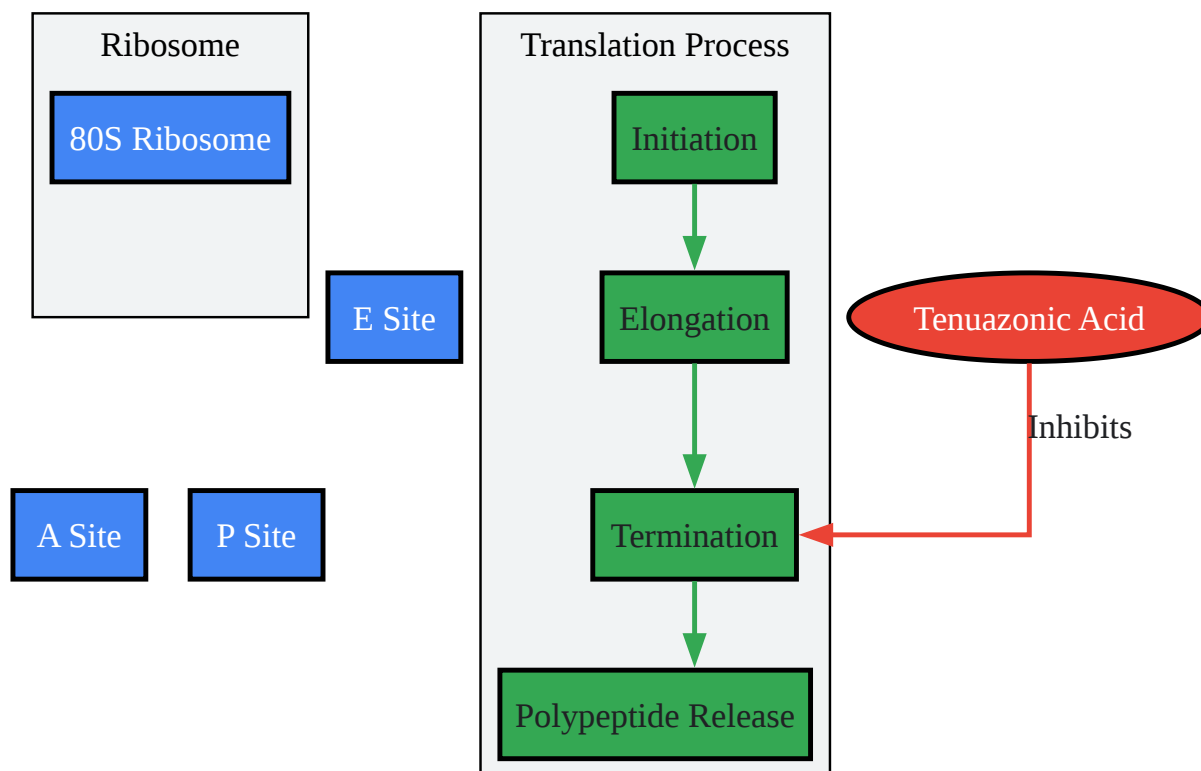 Ribosome
80S Ribosome
E Site
A Site
P Site
Translation Process
Initiation
Elongation
Termination
Polypeptide Release
Tenuazonic Acid
Inhibits